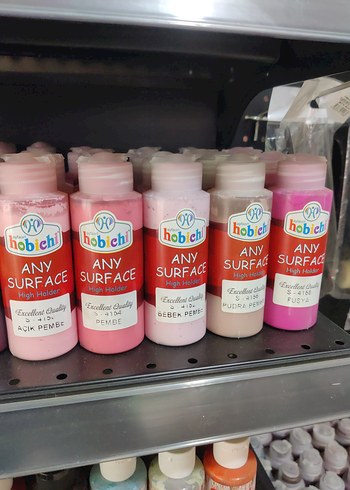 hobichi
ANY
SURFACE
High Holder
Excellent Quality
AÇIK PEMBE
hobichi
ANY
SURFACE
High Holder
Excellent Quality
S - 4154
PEMBE
hobichi
ANY
SURFACE
High Holder
Excellent Quality
BEBEK PEMBE
hobichi
ANY
SURFACE
High Holder
Excellent Quality
S - 4156
PUDRA PEMBE
hobichi
ANY
SURFACE
High Holder
Excellent Quality
FUŞYA